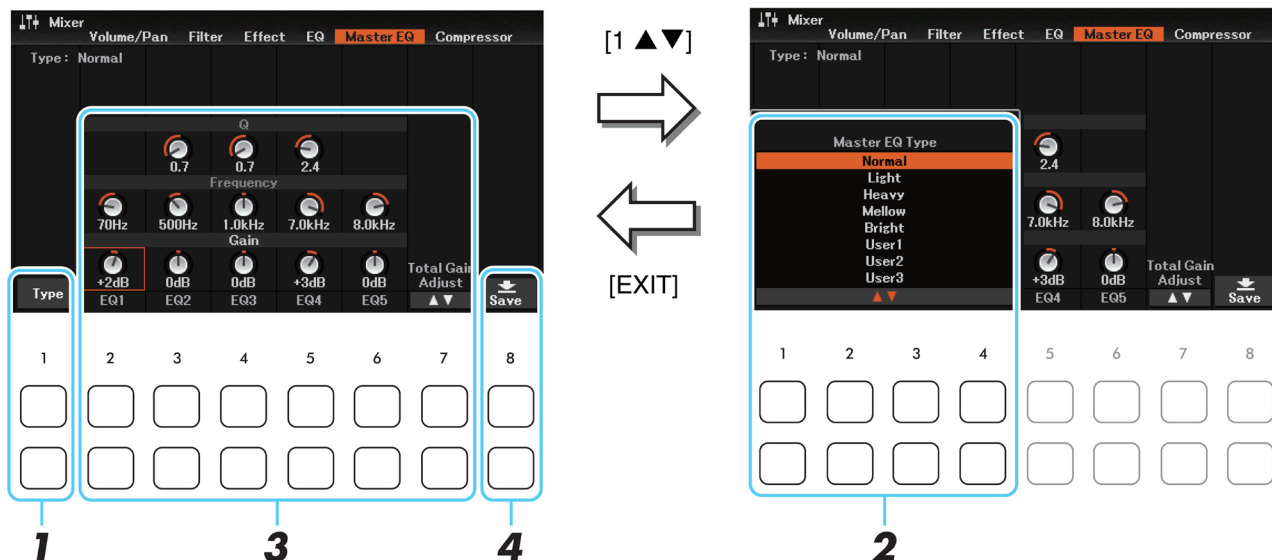 Mixer
Volume/Pan Filter Effect EQ Master EQ Compressor
Type: Normal
Q
0.7 0.7 2.4
Frequency
70Hz 500Hz 1.0kHz 7.0kHz 8.0kHz
Gain
+2dB 0dB 0dB +3dB 0dB
Total Gain
Adjust
Type EQ1 EQ2 EQ3 EQ4 EQ5 ▲▼ Save
1 2 3 4 5 6 7 8
1 3 4
[1 ▲▼]
[EXIT]
Mixer
Volume/Pan Filter Effect EQ Master EQ Compressor
Type: Normal
Master EQ Type
Normal
Light
Heavy
Mellow
Bright
User1
User2
User3
▲▼
2.4
7.0kHz 8.0kHz
+3dB 0dB
Total Gain
Adjust
EQ4 EQ5 ▲▼ Save
1 2 3 4 5 6 7 8
2